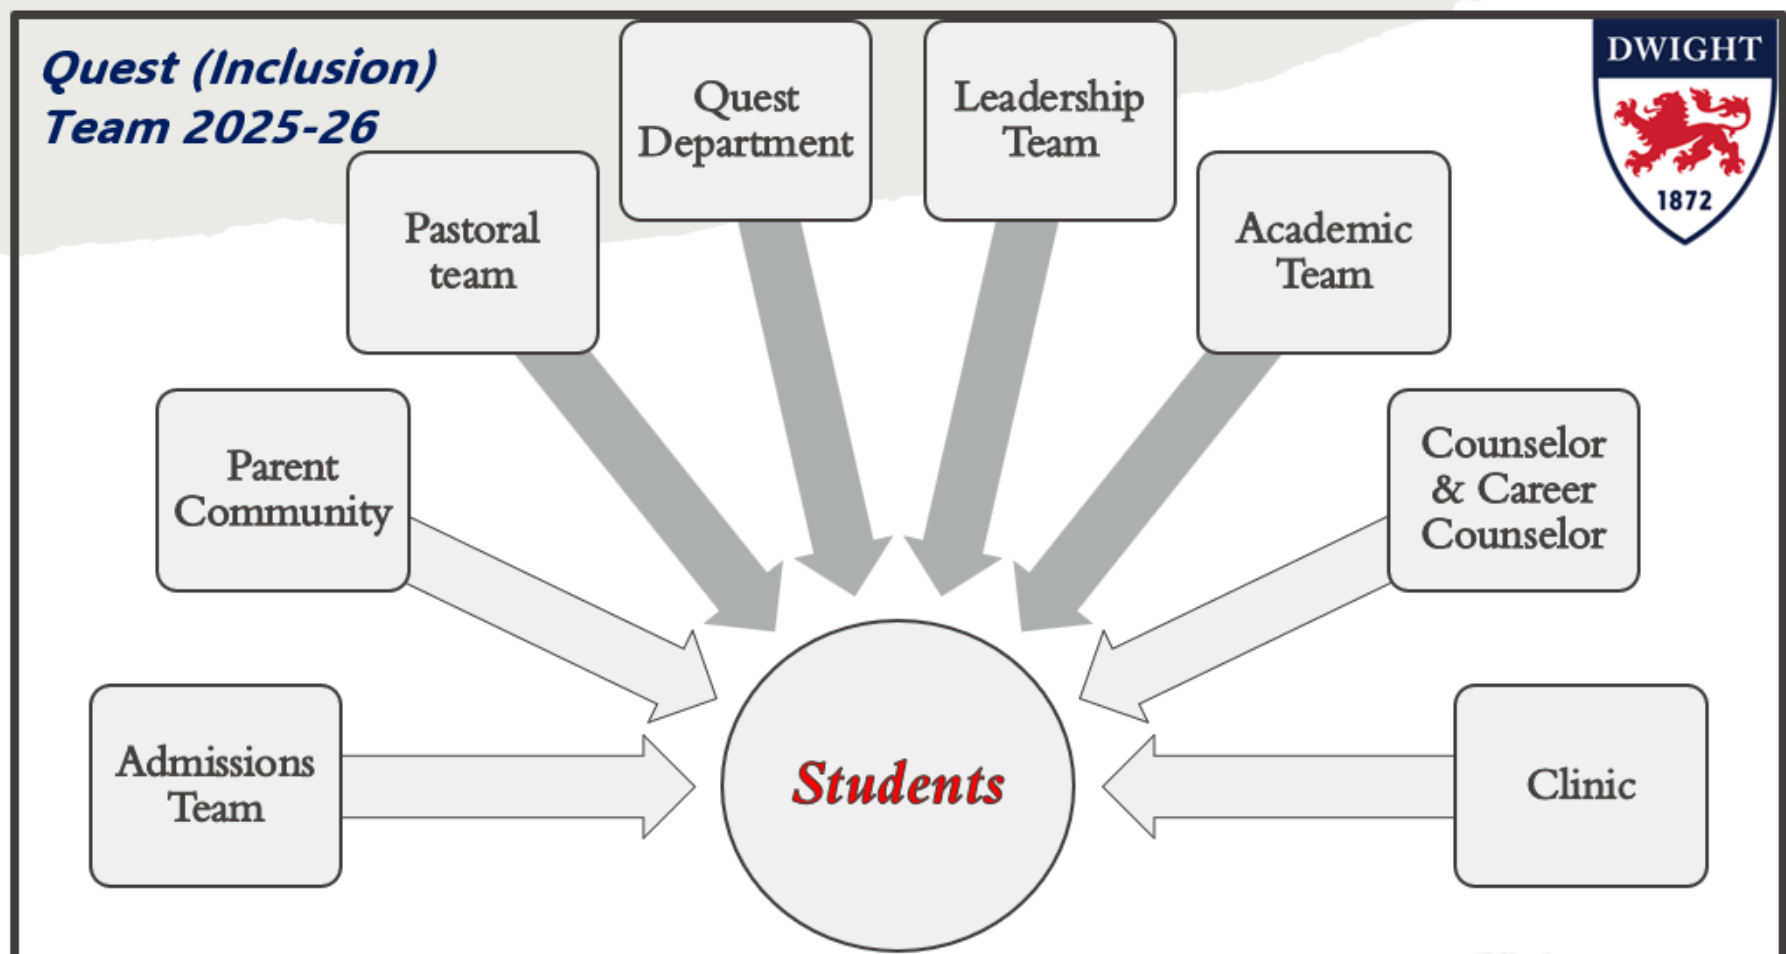 Quest (Inclusion)
Team 2025-26
Quest
Department
Leadership
Team
DWIGHT
1872
Pastoral
team
Academic
Team
Parent
Community
Counselor
& Career
Counselor
Admissions
Team
Students
Clinic